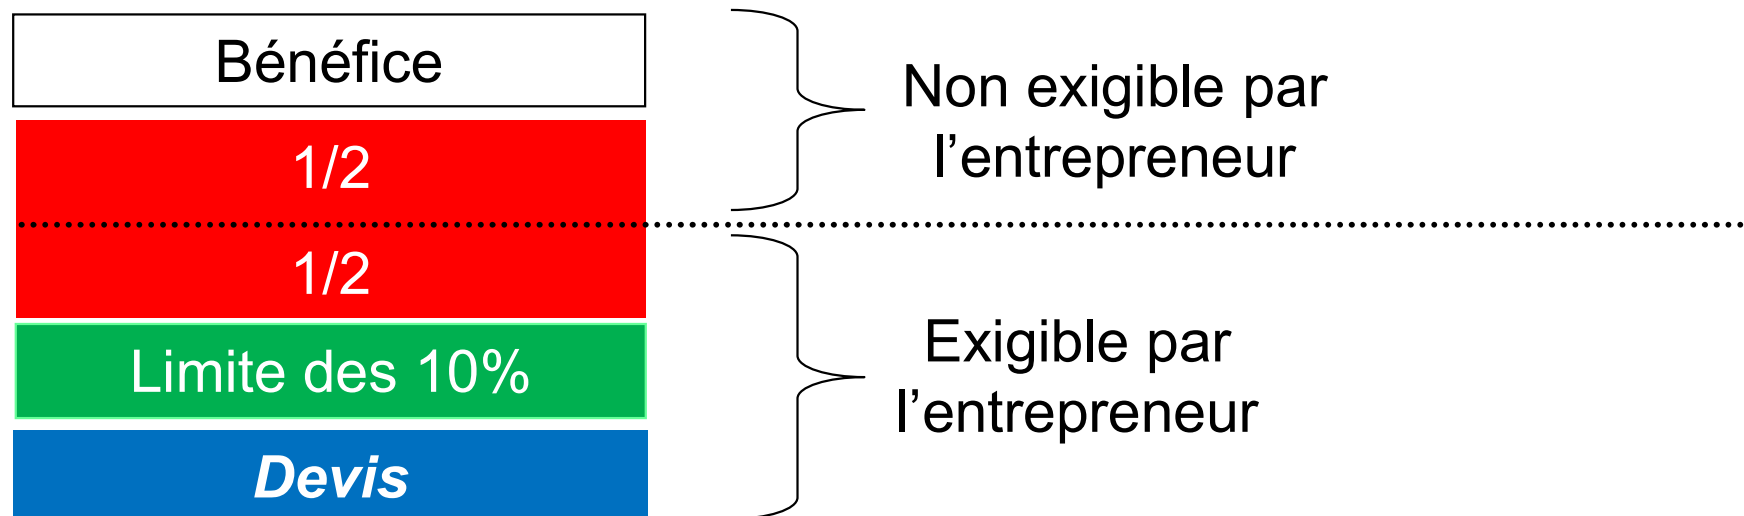 Bénéfice
Non exigible par
l’entrepreneur
1/2
1/2
Limite des 10%
Exigible par
l’entrepreneur
Devis